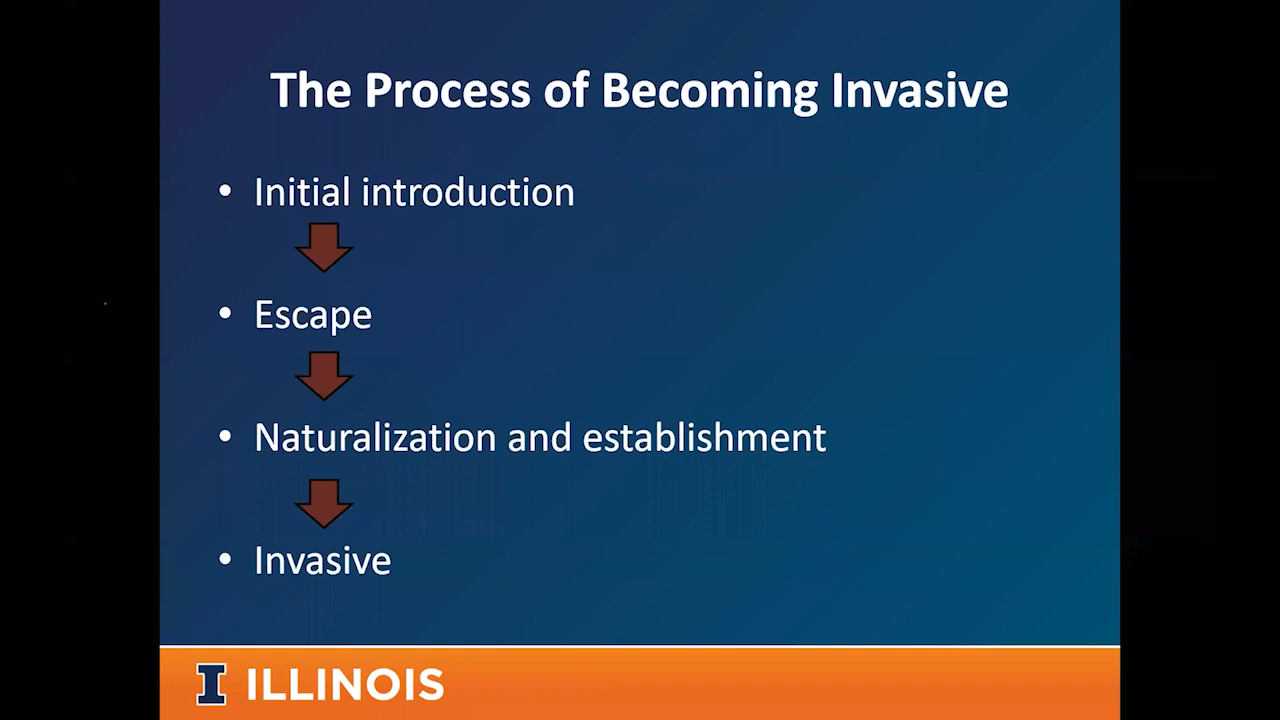 The Process of Becoming Invasive
• Initial introduction
• Escape
• Naturalization and establishment
• Invasive
I ILLINOIS